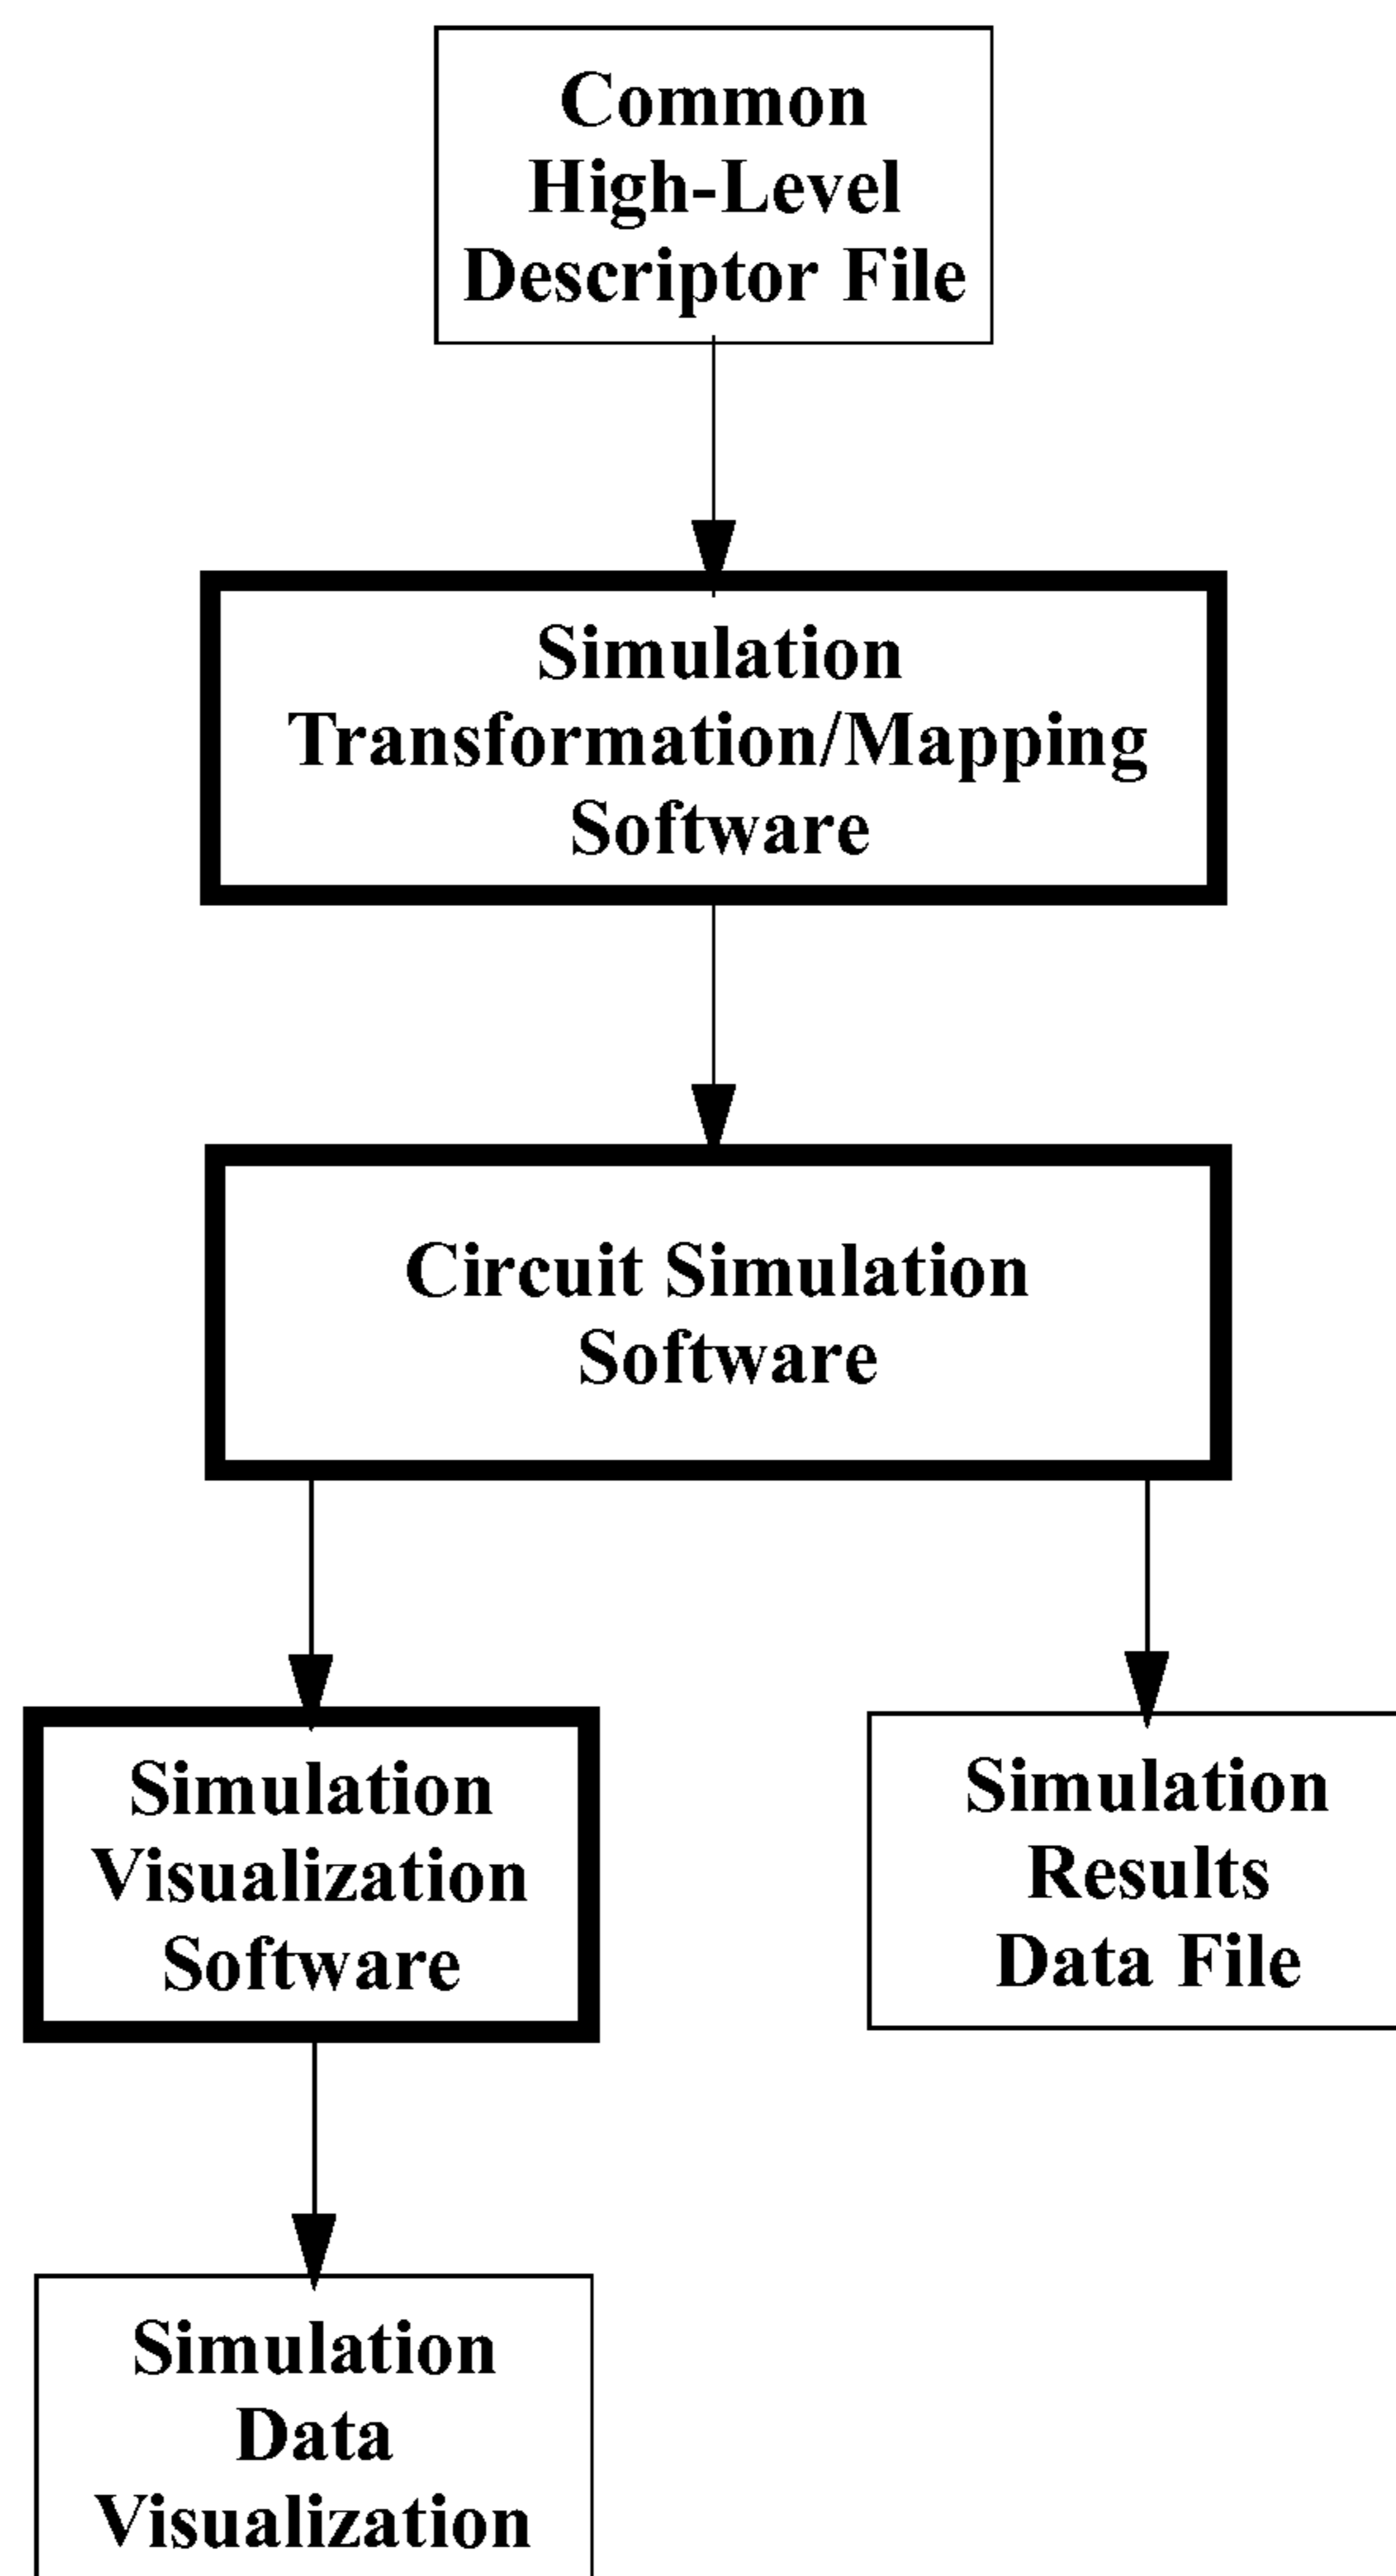 Common
High-Level
Descriptor File
Simulation
Transformation/Mapping
Software
Circuit Simulation
Software
Simulation
Visualization
Software
Simulation
Results
Data File
Simulation
Data
Visualization